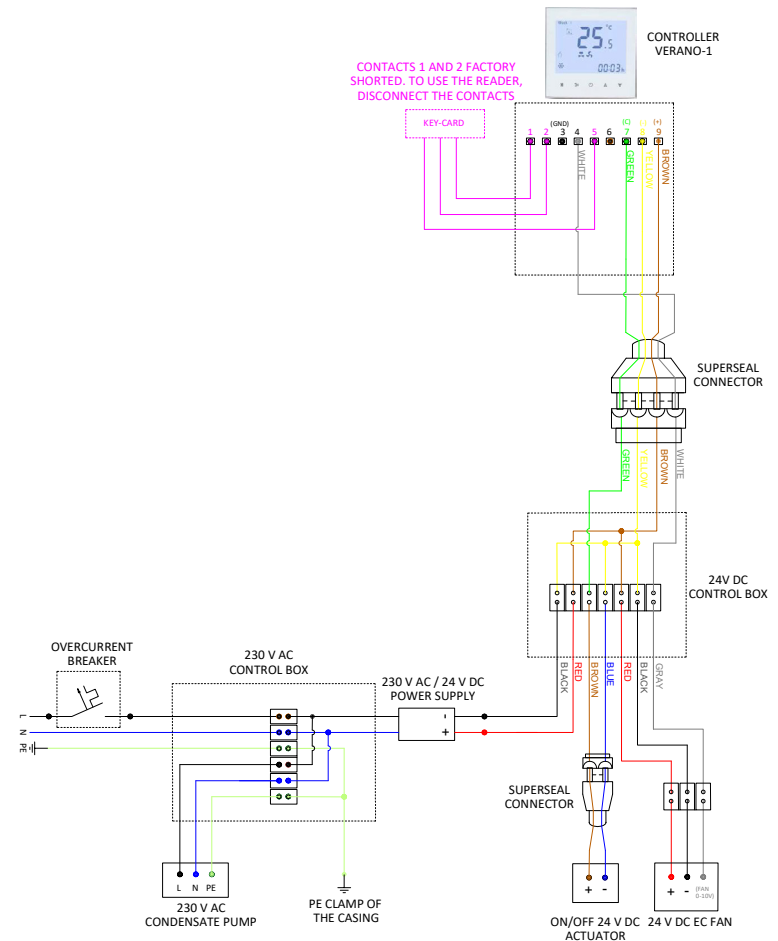 25.5 °C
00:03
CONTROLLER
VERANO-1
CONTACTS 1 AND 2 FACTORY
SHORTED. TO USE THE READER,
DISCONNECT THE CONTACTS
KEY-CARD
(GND)
(C)
(+)
1 2 3 4 5 6 7 8 9
WHITE
GREEN
YELLOW
BROWN
SUPERSEAL
CONNECTOR
GREEN
YELLOW
BROWN
WHITE
24V DC
CONTROL BOX
BLACK
RED
BROWN
BLUE
RED
BLACK
GRAY
OVERCURRENT
BREAKER
230 V AC
CONTROL BOX
230 V AC / 24 V DC
POWER SUPPLY
-
+
L
N
PE
SUPERSEAL
CONNECTOR
L N PE
230 V AC
CONDENSATE PUMP
PE CLAMP OF
THE CASING
+ -
ON/OFF 24 V DC
ACTUATOR
+ - (FAN
0-10V)
24 V DC EC FAN